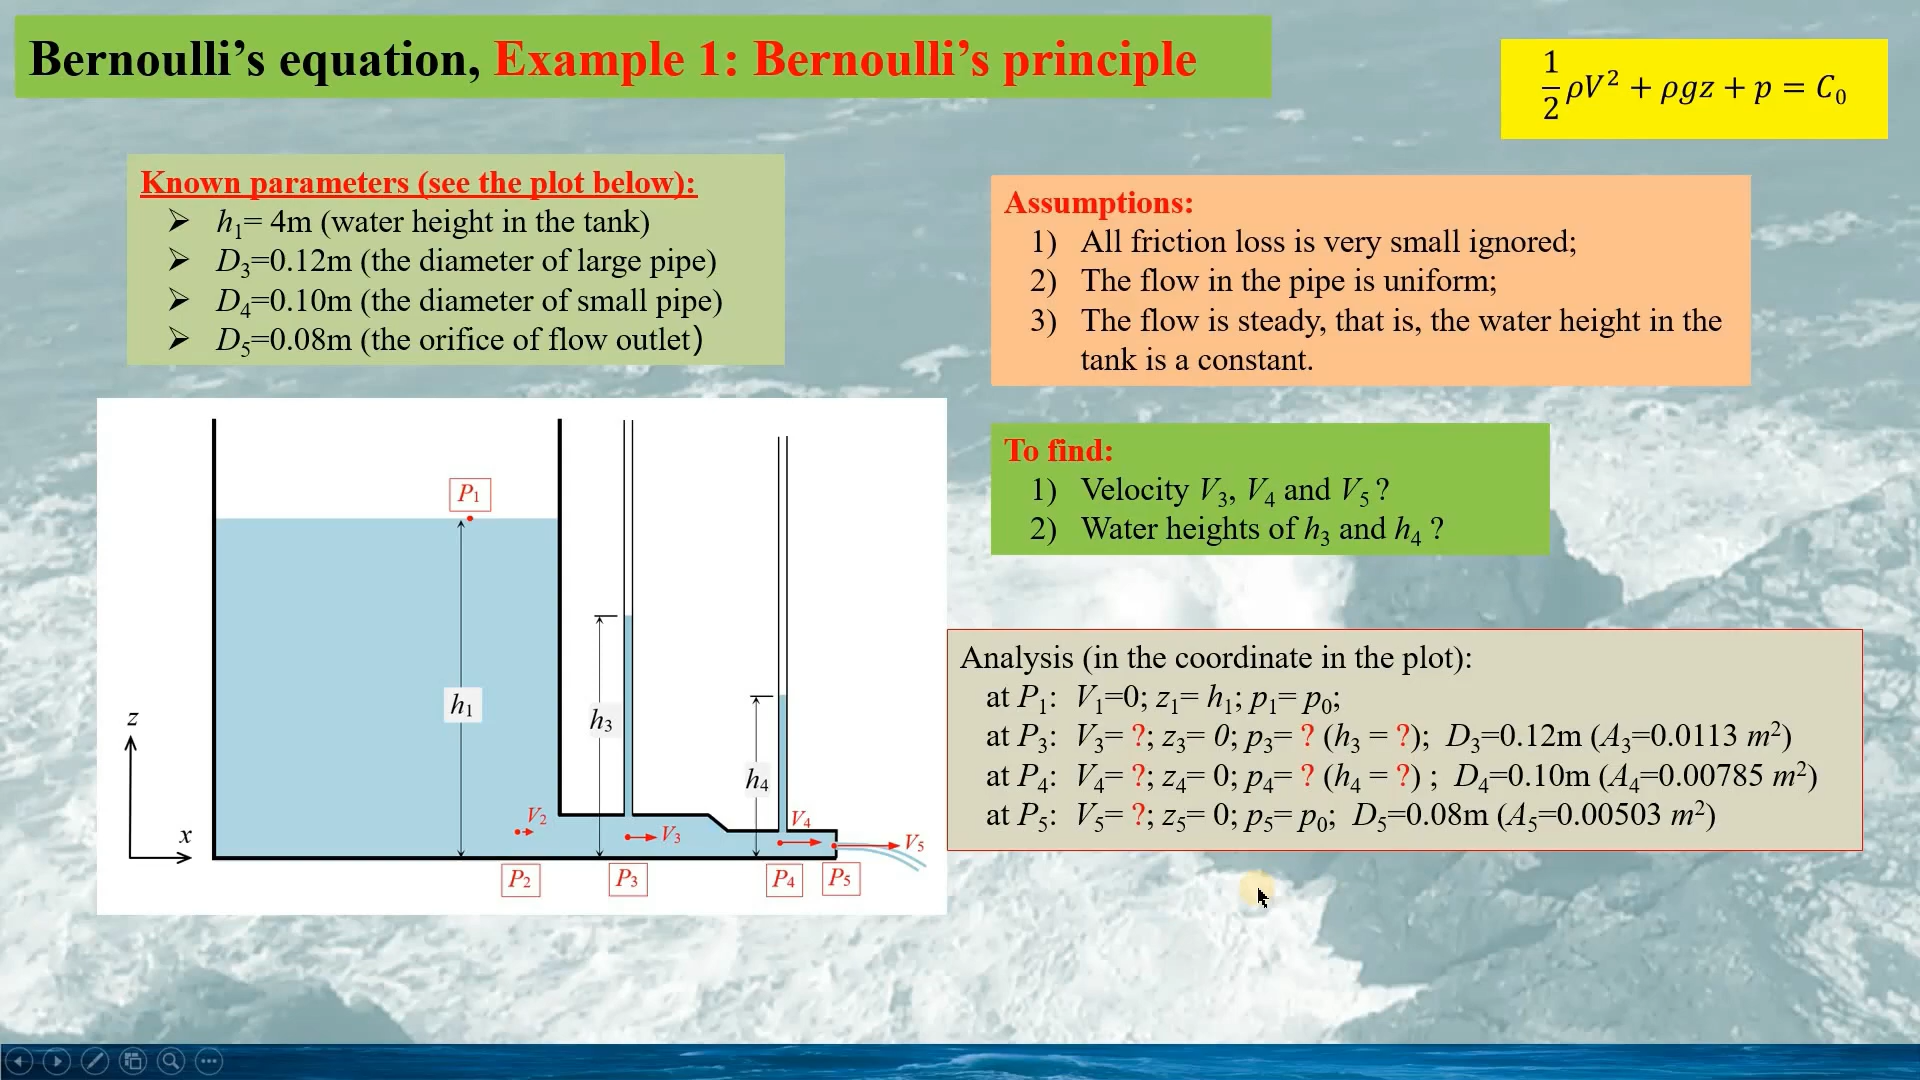 Bernoulli’s equation, Example 1: Bernoulli’s principle
½ρV² + ρgz + p = C₀
Known parameters (see the plot below):
➢ h₁= 4m (water height in the tank)
➢ D₃=0.12m (the diameter of large pipe)
➢ D₄=0.10m (the diameter of small pipe)
➢ D₅=0.08m (the orifice of flow outlet)
Assumptions:
1) All friction loss is very small ignored;
2) The flow in the pipe is uniform;
3) The flow is steady, that is, the water height in the
tank is a constant.
To find:
1) Velocity V₃, V₄ and V₅ ?
2) Water heights of h₃ and h₄ ?
P₁
h₁
h₃
h₄
z
x
V₂
V₃
V₄
V₅
P₂
P₃
P₄
P₅
Analysis (in the coordinate in the plot):
at P₁: V₁=0; z₁= h₁; p₁= p₀;
at P₃: V₃= ?; z₃= 0; p₃= ? (h₃ = ?); D₃=0.12m (A₃=0.0113 m²)
at P₄: V₄= ?; z₄= 0; p₄= ? (h₄ = ?) ; D₄=0.10m (A₄=0.00785 m²)
at P₅: V₅= ?; z₅= 0; p₅= p₀; D₅=0.08m (A₅=0.00503 m²)